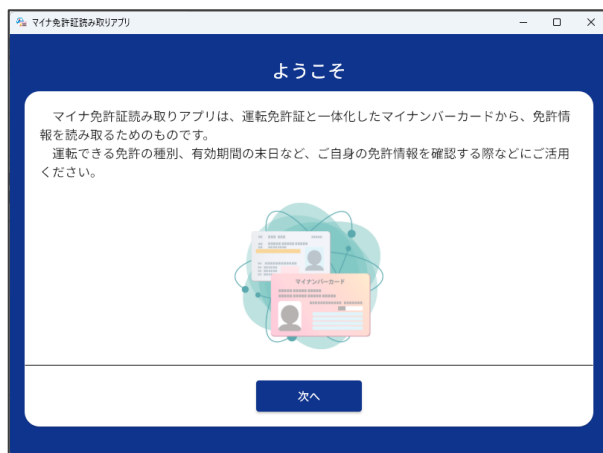 マイナ免許証読み取りアプリ
ようこそ
マイナ免許証読み取りアプリは、運転免許証と一体化したマイナンバーカードから、免許情
報を読み取るためのものです。
運転できる免許の種別、有効期間の末日など、ご自身の免許情報を確認する際などにご活用
ください。
マイナンバーカード
次へ